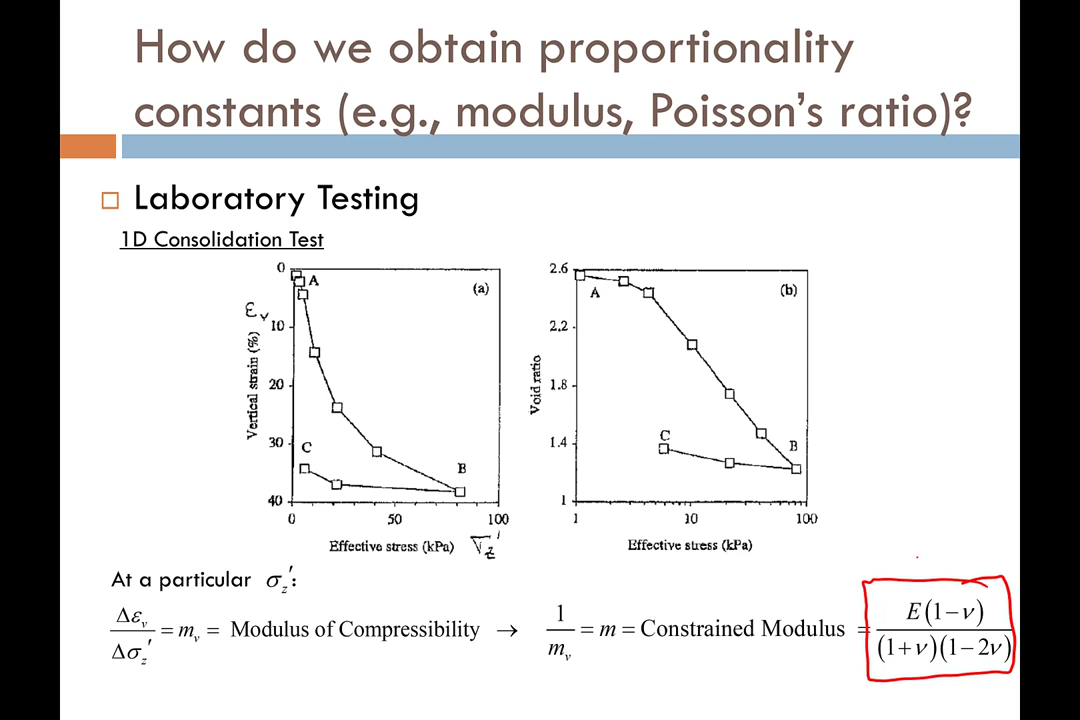 How do we obtain proportionality
constants (e.g., modulus, Poisson's ratio)?
Laboratory Testing
1D Consolidation Test
0
10
20
30
40
εv
Vertical strain (%)
A
(a)
C
B
0
50
100
Effective stress (kPa) σz'
2.6
2.2
1.8
1.4
1
Void ratio
A
(b)
C
B
1
10
100
Effective stress (kPa)
At a particular σz′:
Δεv / Δσz′ = mv = Modulus of Compressibility → 1/mv = m = Constrained Modulus = E(1−ν) / (1+ν)(1−2ν)